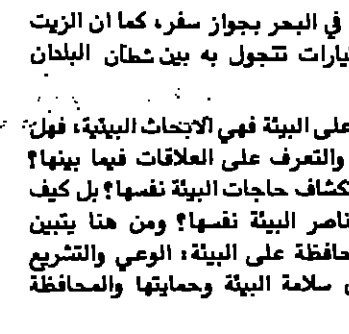 في البحر بجواز سفر، كما ان الزيت
يارات تتجول به بين شطآن البلدان
على البيئة فهي الابحاث البيئية، فهل
والتعرف على العلاقات فيما بينها؟
كشاف حاجات البيئة نفسها؟ بل كيف
ناصر البيئة نفسها؟ ومن هنا يتبين
حافظة على البيئة: الوعي والتشريع
سلامة البيئة وحمايتها والمحافظة